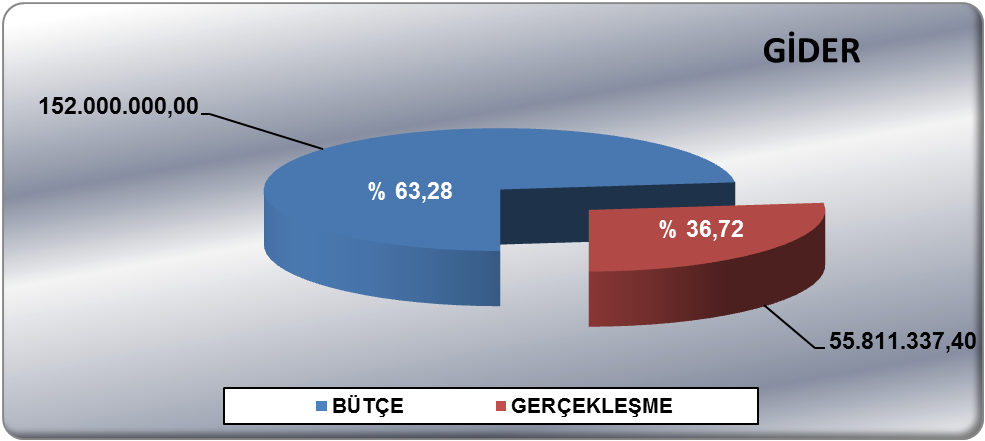 GİDER
152.000.000,00
% 63,28
% 36,72
55.811.337,40
BÜTÇE
GERÇEKLEŞME